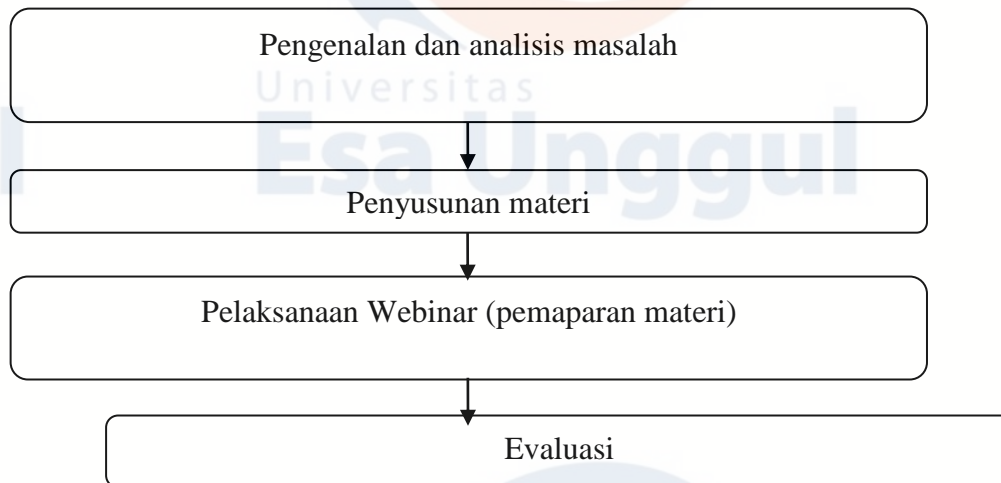 Pengenalan dan analisis masalah
Universitas
Esa Unggul
Penyusunan materi
Pelaksanaan Webinar (pemaparan materi)
Evaluasi